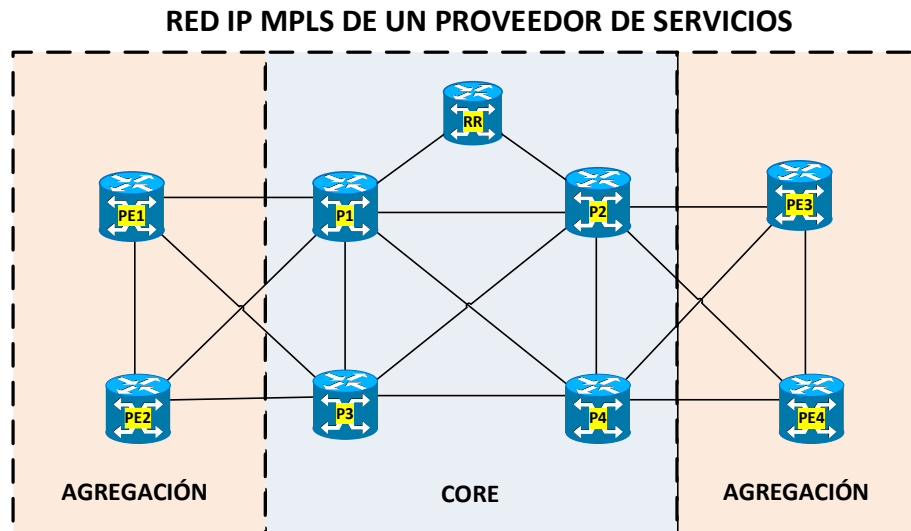 RED IP MPLS DE UN PROVEEDOR DE SERVICIOS
RR
PE1
P1
P2
PE3
PE2
P3
P4
PE4
AGREGACIÓN
CORE
AGREGACIÓN